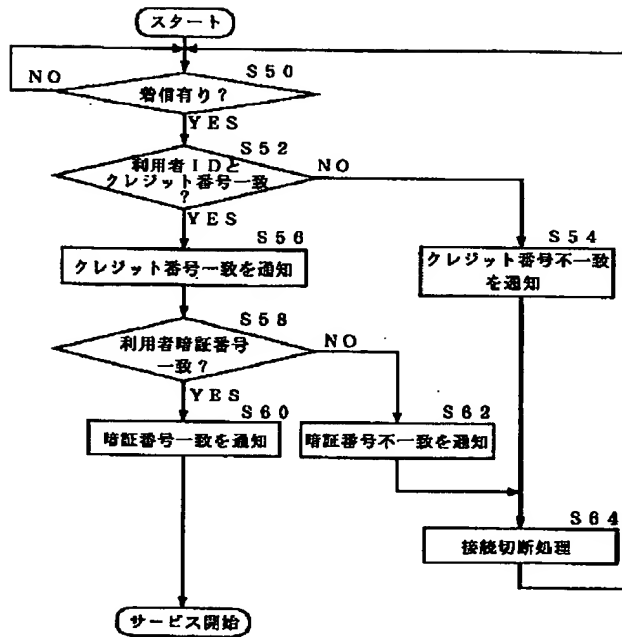 スタート
S50
NO
着信有り?
YES
S52
利用者IDと
クレジット番号一致
?
NO
YES
S56
クレジット番号一致を通知
S54
クレジット番号不一致
を通知
S58
利用者暗証番号
一致?
NO
YES
S60
暗証番号一致を通知
S62
暗証番号不一致を通知
S64
接続切断処理
サービス開始